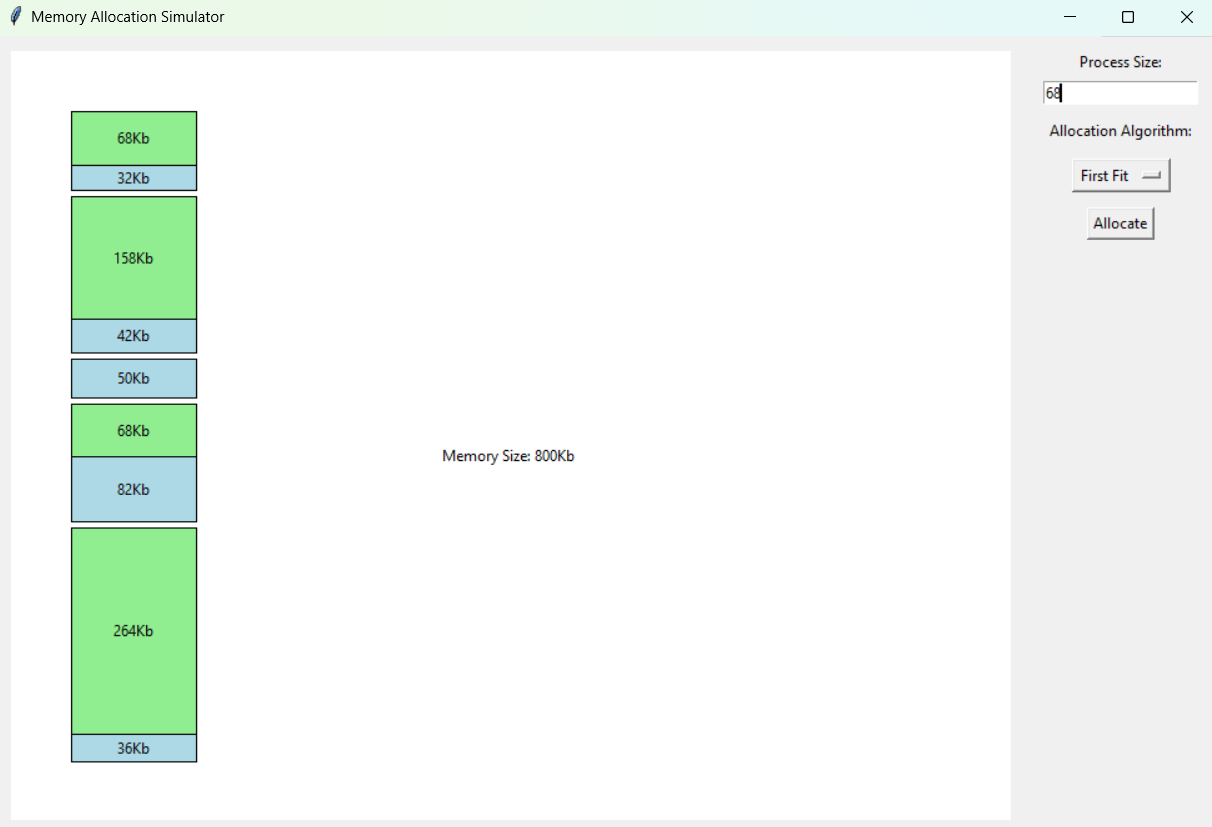 Memory Allocation Simulator
68Kb
32Kb
158Kb
42Kb
50Kb
68Kb
82Kb
264Kb
36Kb
Memory Size: 800Kb
Process Size:
68
Allocation Algorithm:
First Fit
Allocate